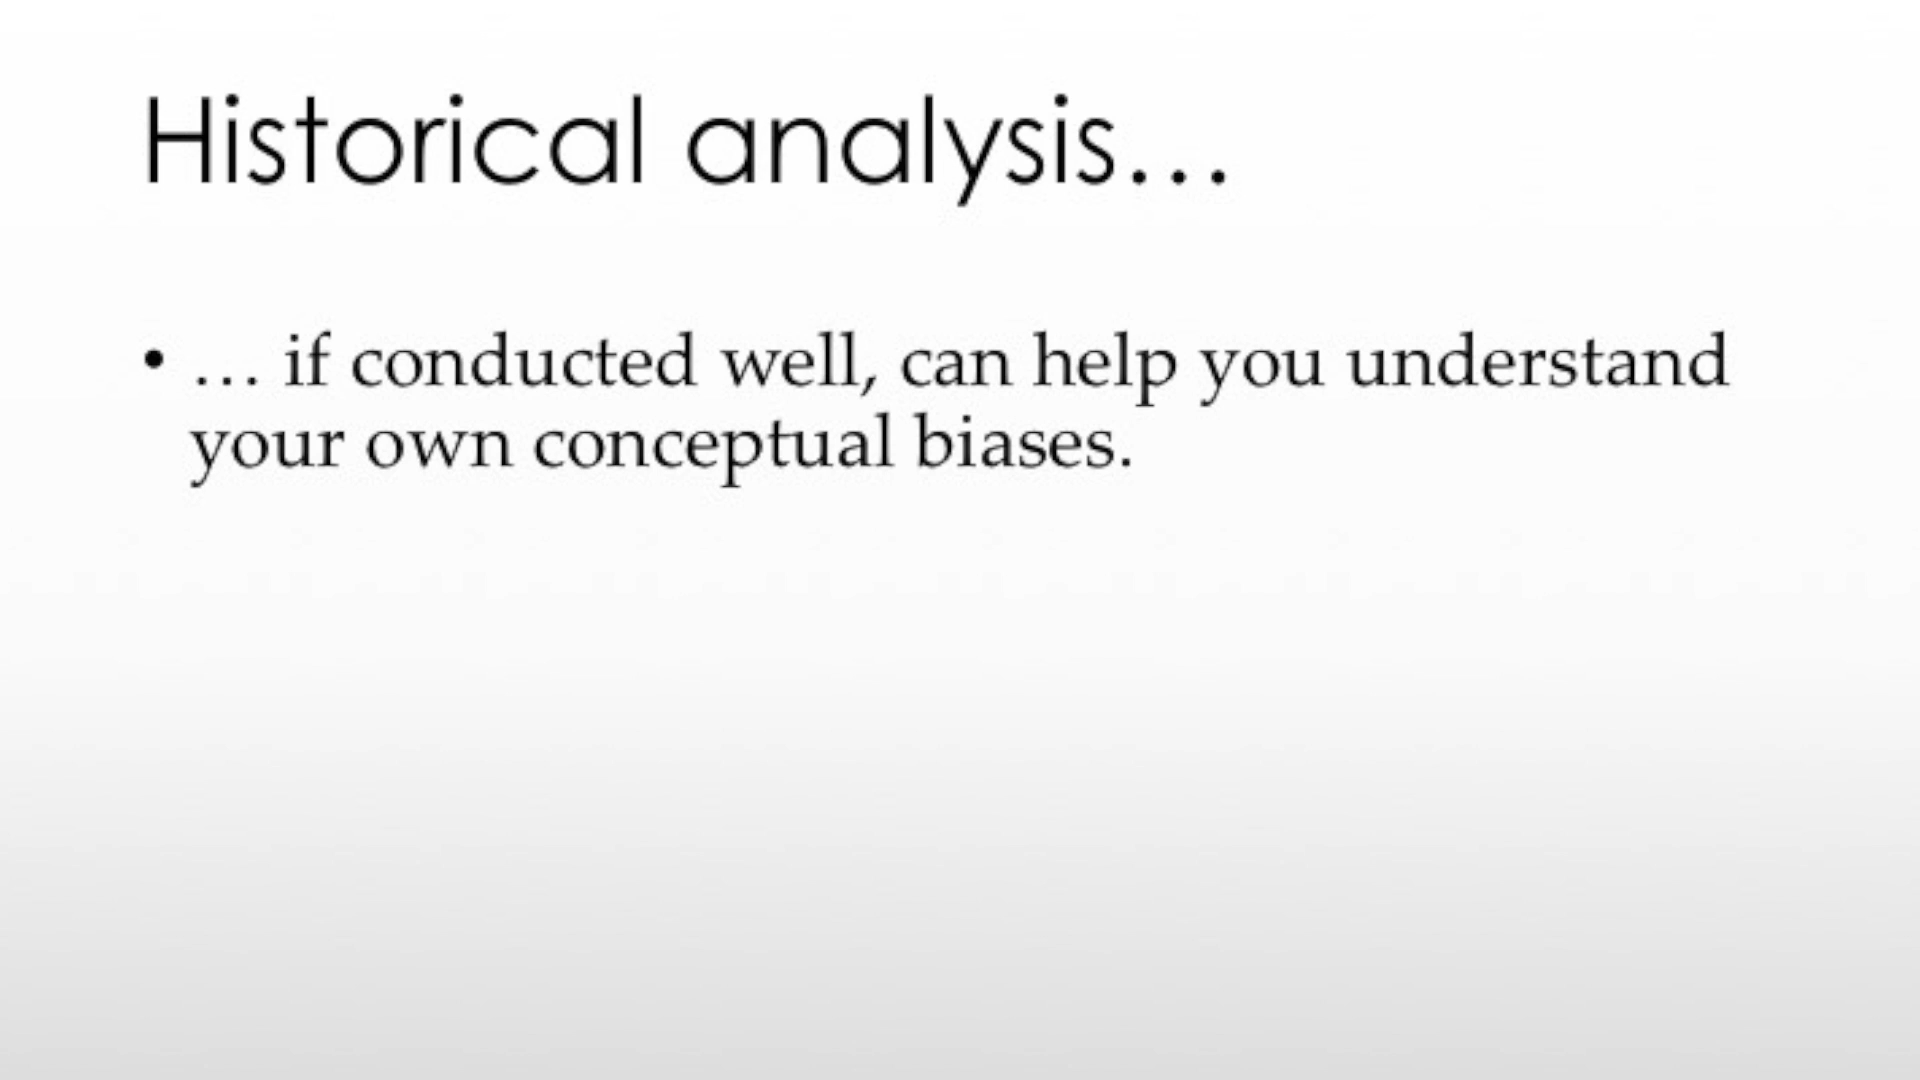 Historical analysis…
• … if conducted well, can help you understand
your own conceptual biases.